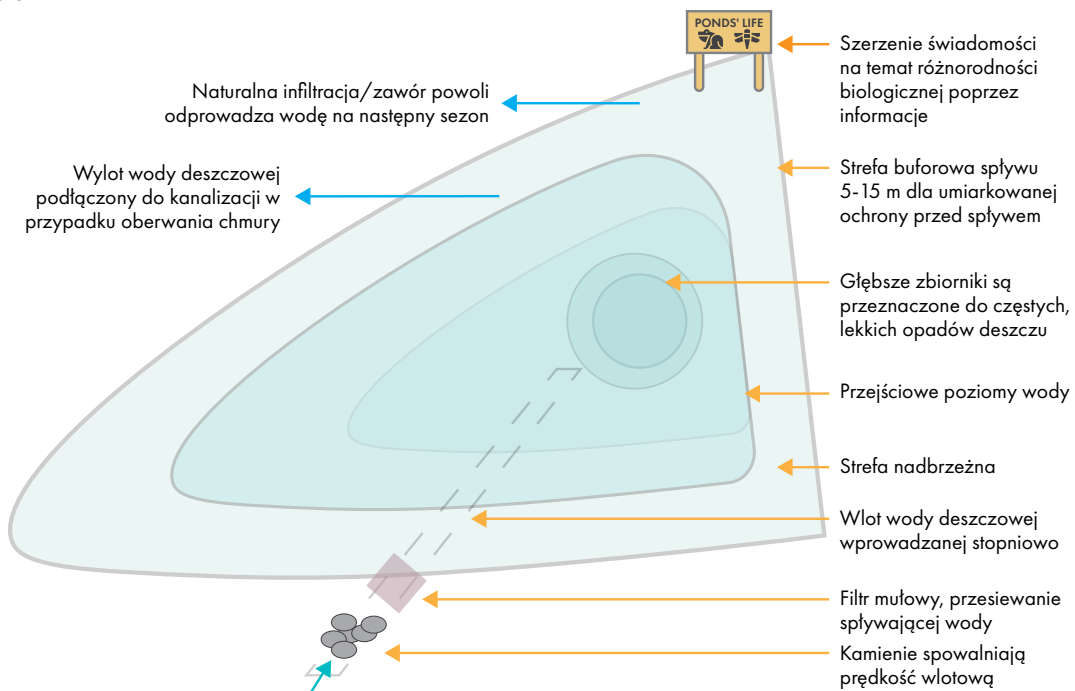 PONDS' LIFE
Szerzenie świadomości
na temat różnorodności
biologicznej poprzez
informacje
Naturalna infiltracja/zawór powoli
odprowadza wodę na następny sezon
Wylot wody deszczowej
podłączony do kanalizacji w
przypadku oberwania chmury
Strefa buforowa spływu
5-15 m dla umiarkowanej
ochrony przed spływem
Głębsze zbiorniki są
przeznaczone do częstych,
lekkich opadów deszczu
Przejściowe poziomy wody
Strefa nadbrzeżna
Wlot wody deszczowej
wprowadzanej stopniowo
Filtr mułowy, przesiewanie
spływającej wody
Kamienie spowalniają
prędkość wlotową